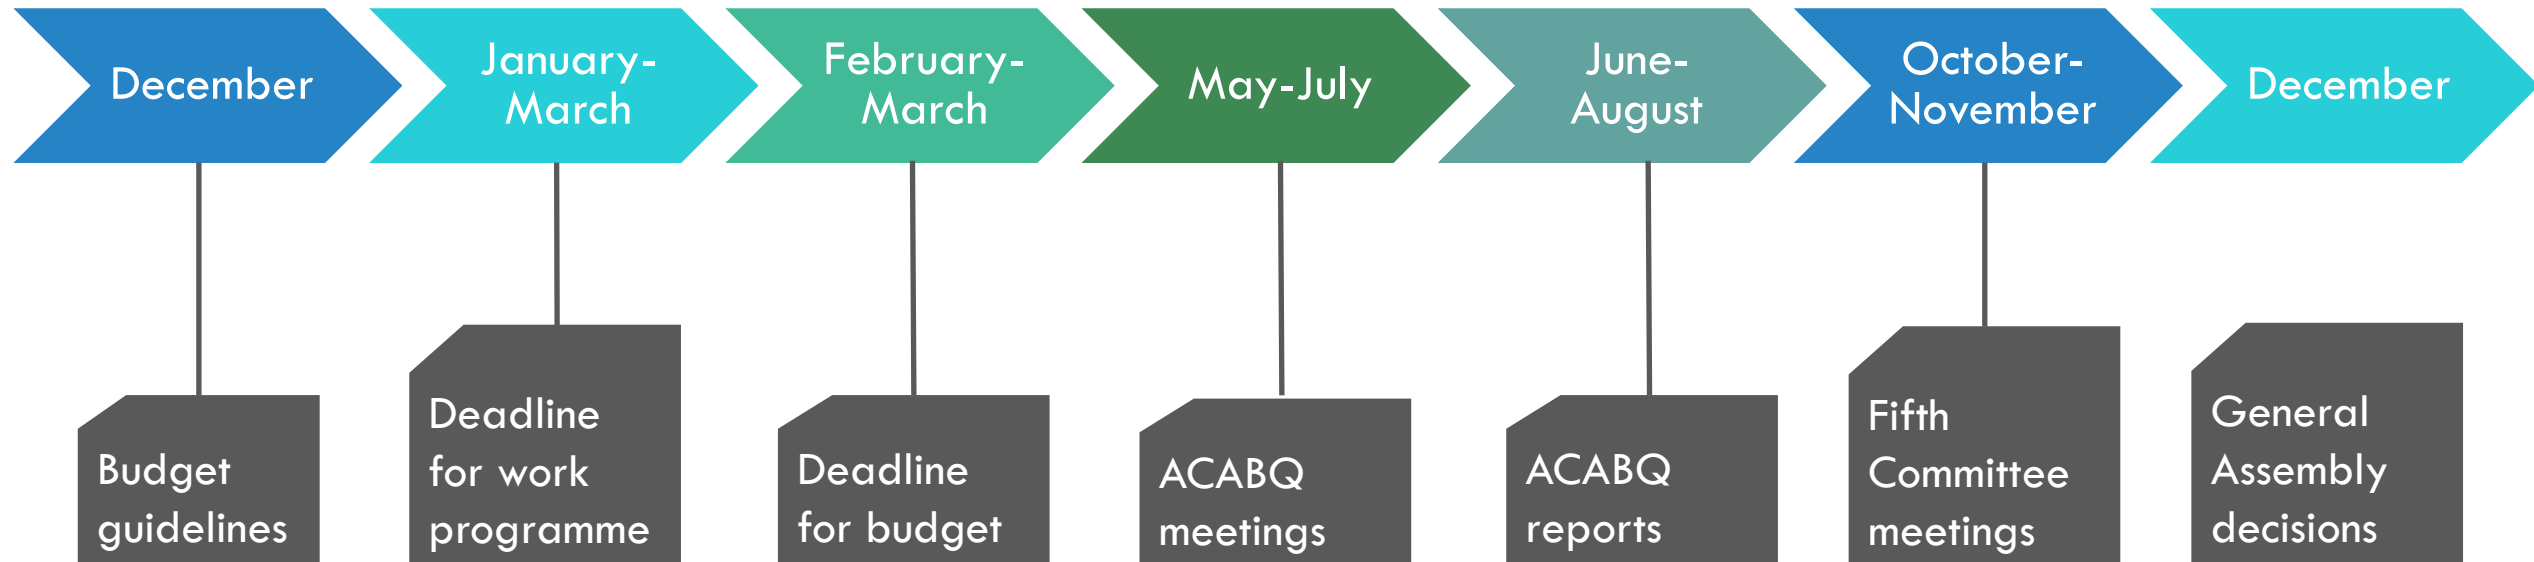 December
January-
March
February-
March
May-July
June-
August
October-
November
December
Budget
guidelines
Deadline
for work
programme
Deadline
for budget
ACABQ
meetings
ACABQ
reports
Fifth
Committee
meetings
General
Assembly
decisions